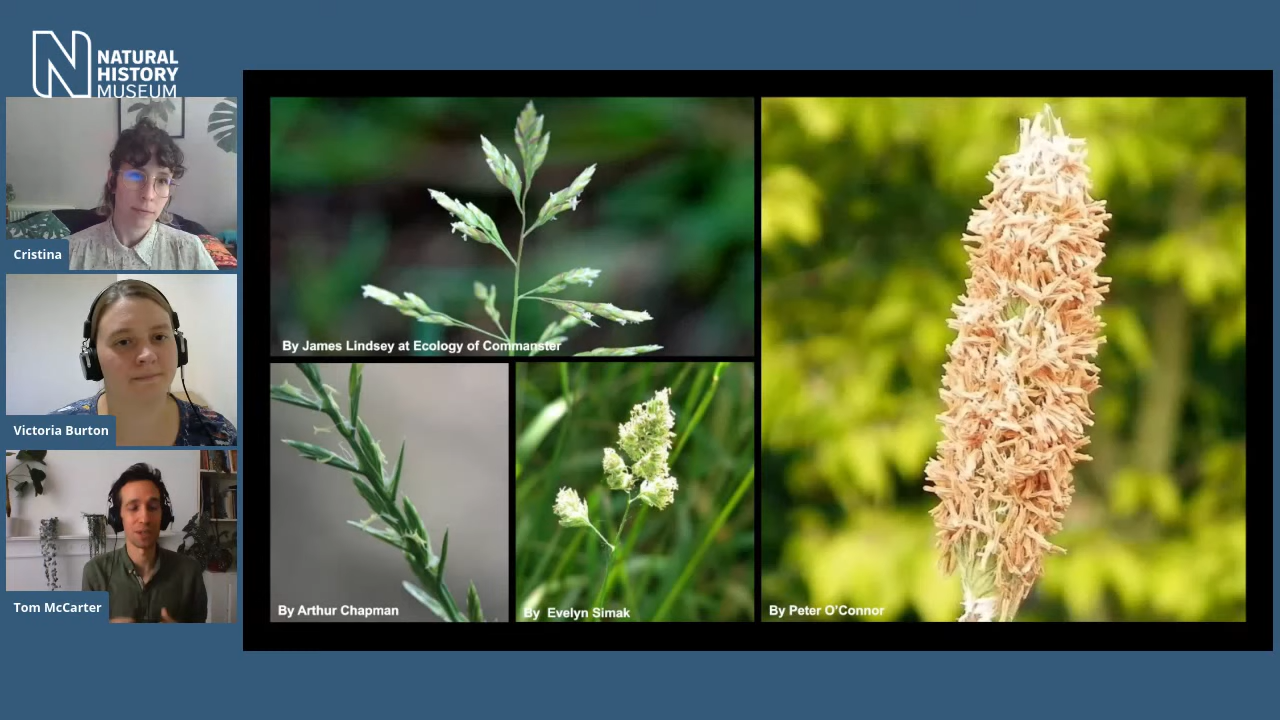 NATURAL
HISTORY
MUSEUM
Cristina
Victoria Burton
Tom McCarter
By James Lindsey at Ecology of Commanster
By Arthur Chapman
By Evelyn Simak
By Peter O'Connor